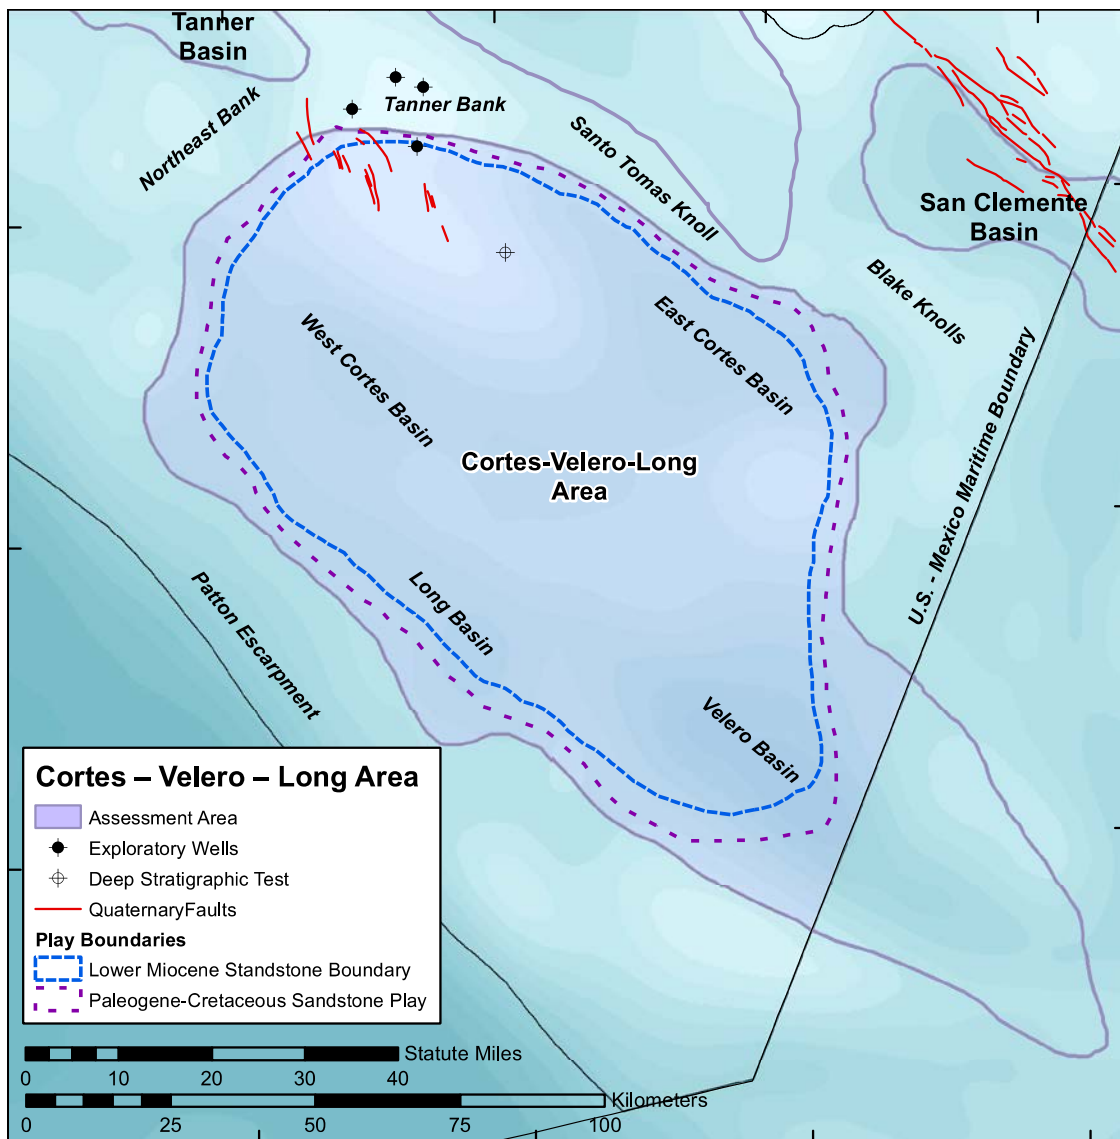 Tanner
Basin
Tanner Bank
Northeast Bank
Santo Tomas Knoll
San Clemente
Basin
Blake Knolls
West Cortes Basin
East Cortes Basin
U.S. - Mexico Maritime Boundary
Cortes-Velero-Long
Area
Long Basin
Patton Escarpment
Velero Basin
Cortes – Velero – Long Area
Assessment Area
Exploratory Wells
Deep Stratigraphic Test
QuaternaryFaults
Play Boundaries
Lower Miocene Standstone Boundary
Paleogene-Cretaceous Sandstone Play
Statute Miles
0 10 20 30 40
Kilometers
0 25 50 75 100